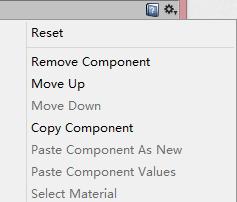 Reset
Remove Component
Move Up
Move Down
Copy Component
Paste Component As New
Paste Component Values
Select Material